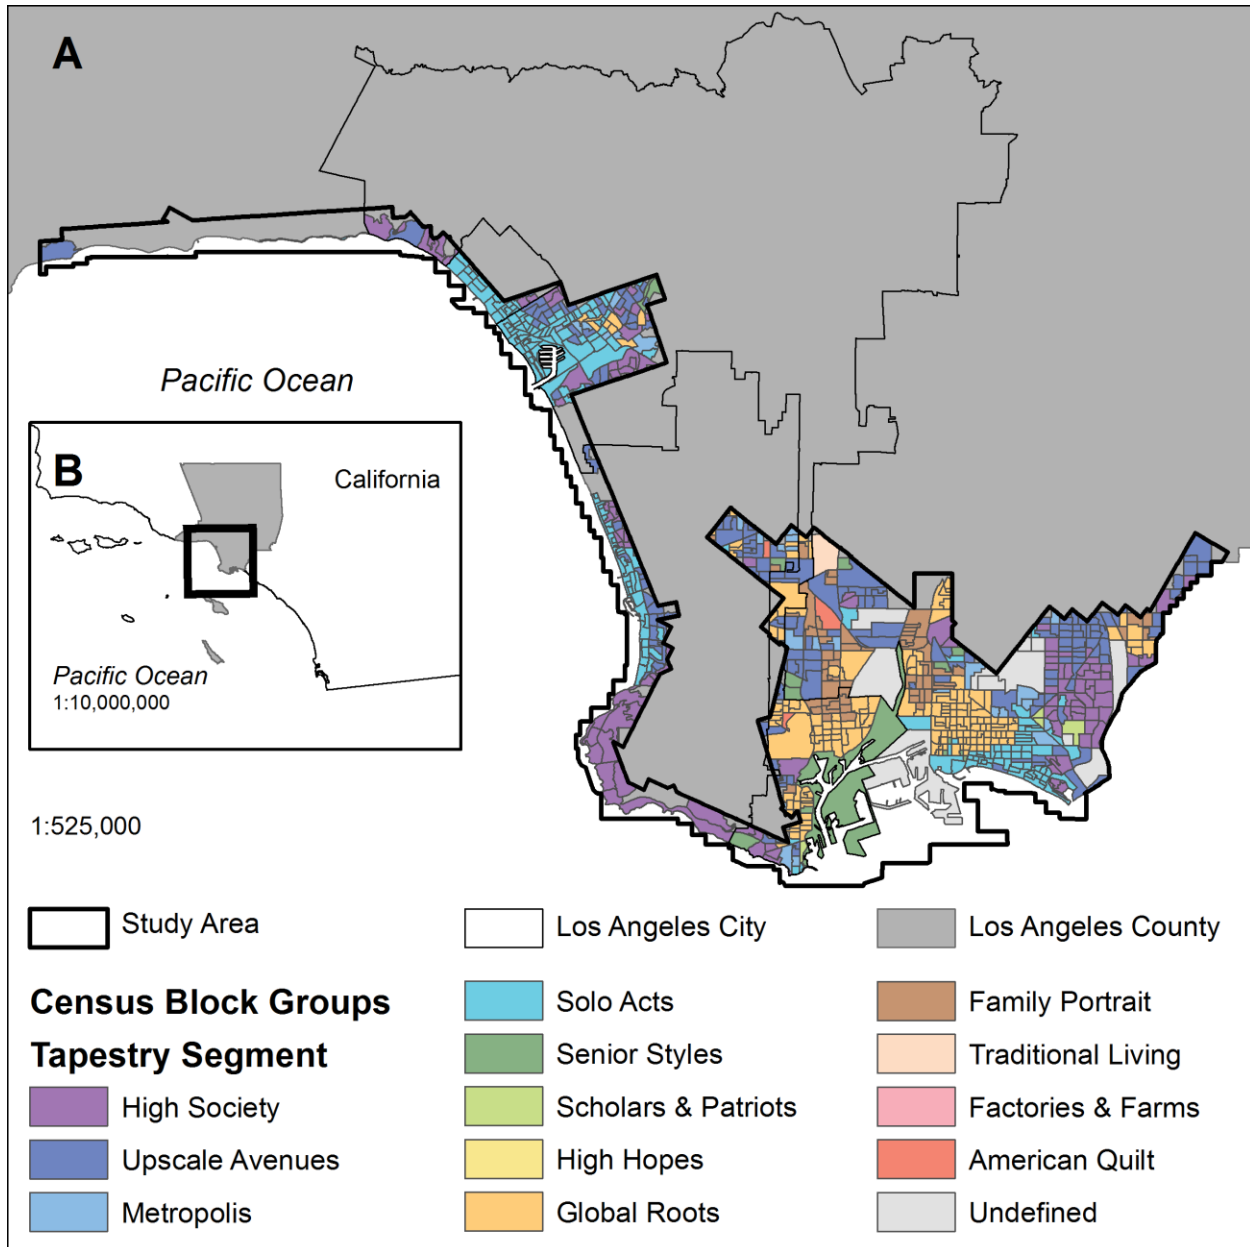 A
Pacific Ocean
B
California
Pacific Ocean
1:10,000,000
1:525,000
Study Area
Los Angeles City
Los Angeles County
Census Block Groups
Tapestry Segment
High Society
Upscale Avenues
Metropolis
Solo Acts
Senior Styles
Scholars & Patriots
High Hopes
Global Roots
Family Portrait
Traditional Living
Factories & Farms
American Quilt
Undefined